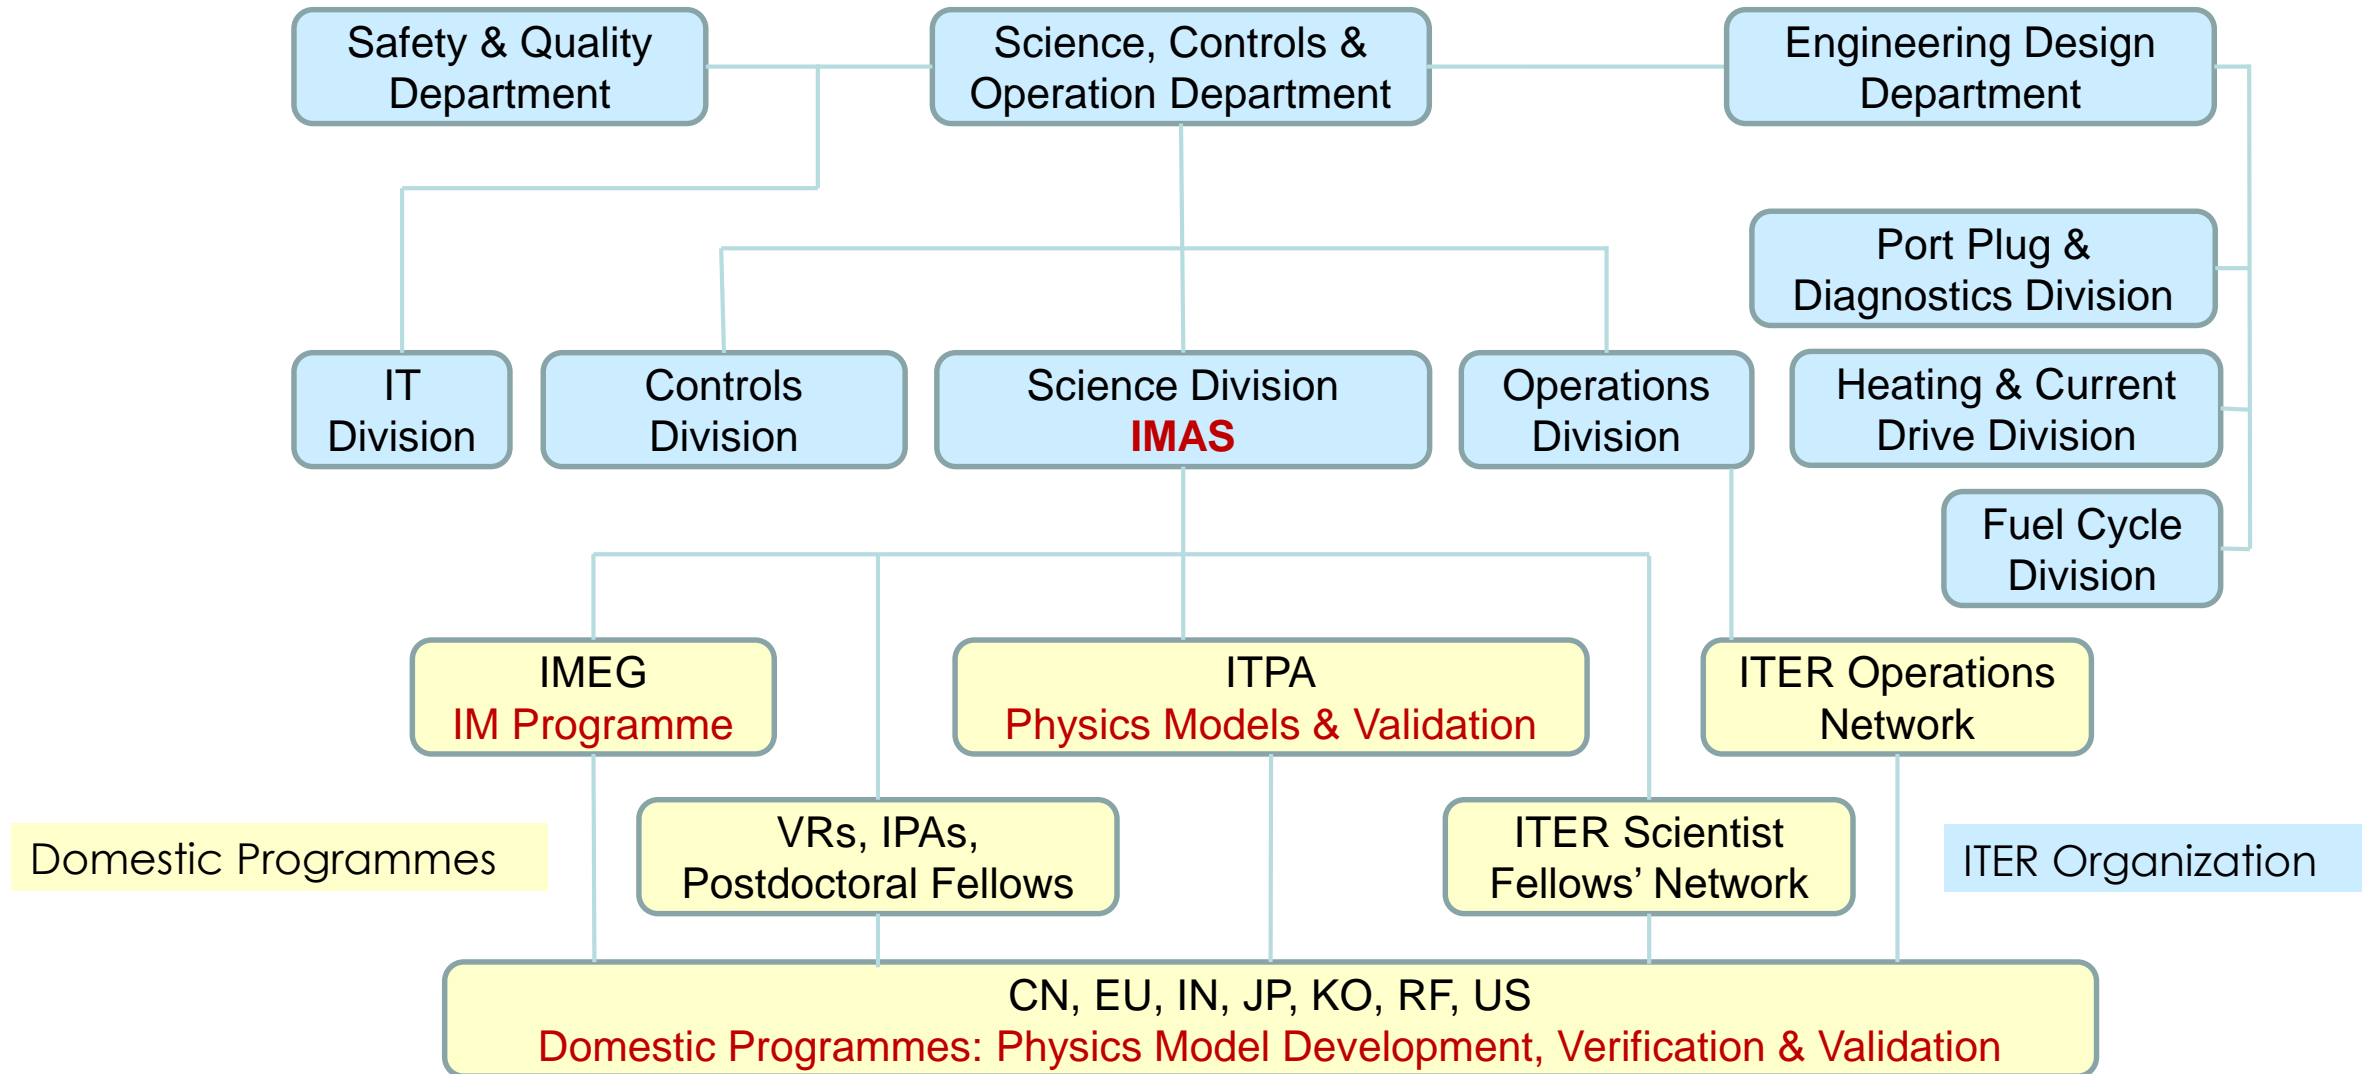 Safety & Quality
Department
Science, Controls &
Operation Department
Engineering Design
Department
Port Plug &
Diagnostics Division
IT
Division
Controls
Division
Science Division
IMAS
Operations
Division
Heating & Current
Drive Division
Fuel Cycle
Division
IMEG
IM Programme
ITPA
Physics Models & Validation
ITER Operations
Network
Domestic Programmes
VRs, IPAs,
Postdoctoral Fellows
ITER Scientist
Fellows’ Network
ITER Organization
CN, EU, IN, JP, KO, RF, US
Domestic Programmes: Physics Model Development, Verification & Validation